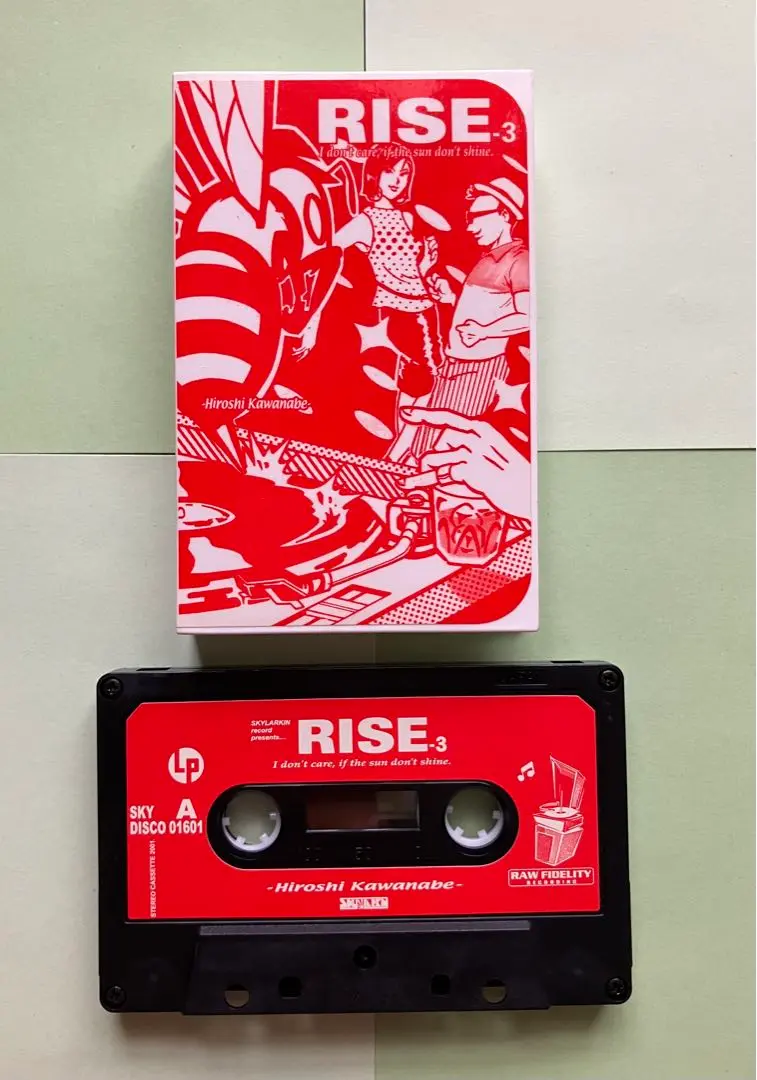 RISE-3
I don't care, if the sun don't shine.
-Hiroshi Kawanabe-
SKYLARKIN
record
presents....
RISE-3
I don't care, if the sun don't shine.
LP
SKY A
DISCO 01601
STEREO CASSETTE 2001
-Hiroshi Kawanabe-
RAW FIDELITY
RECORDING